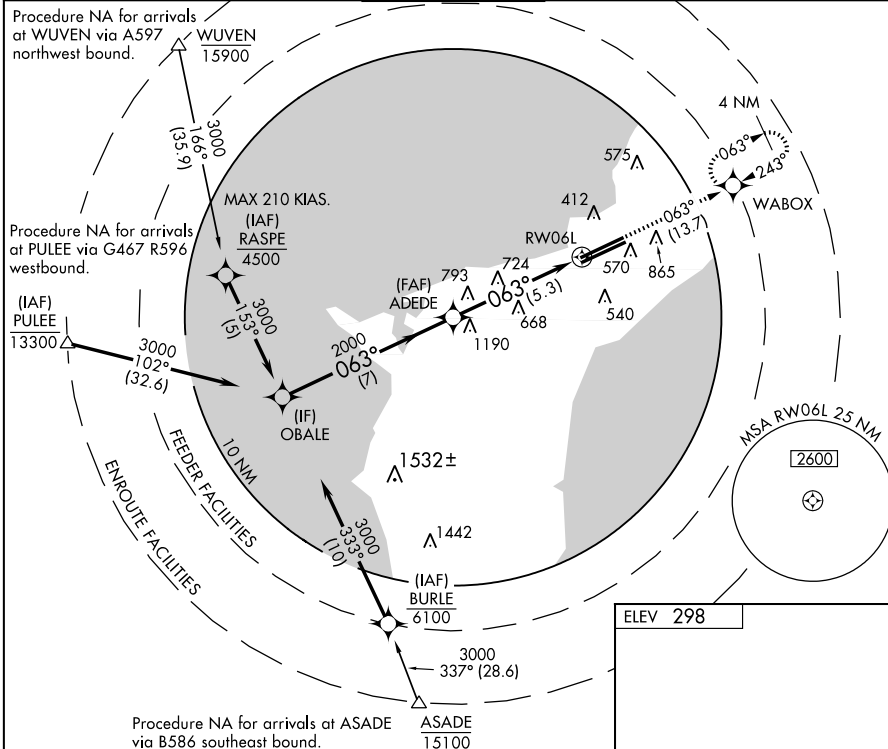 Procedure NA for arrivals
at WUVEN via A597
northwest bound.
WUVEN
15900
3000
166°
(35.9)
4 NM
063°
243°
WABOX
063°
(13.7)
575
412
RW06L
570
865
540
MAX 210 KIAS.
(IAF)
RASPE
4500
Procedure NA for arrivals
at PULEE via G467 R596
westbound.
(IAF)
PULEE
13300
3000
102°
(32.6)
3000
153°
(5)
(FAF)
ADEDE
793
724
063°
(5.3)
668
1190
2000
063°
(7)
(IF)
OBALE
10 NM
FEEDER FACILITIES
ENROUTE FACILITIES
1532 ±
1442
3000
333°
(10)
(IAF)
BURLE
6100
3000
337° (28.6)
ASADE
15100
Procedure NA for arrivals at ASADE
via B586 southeast bound.
MSA RW06L 25 NM
2600
ELEV 298